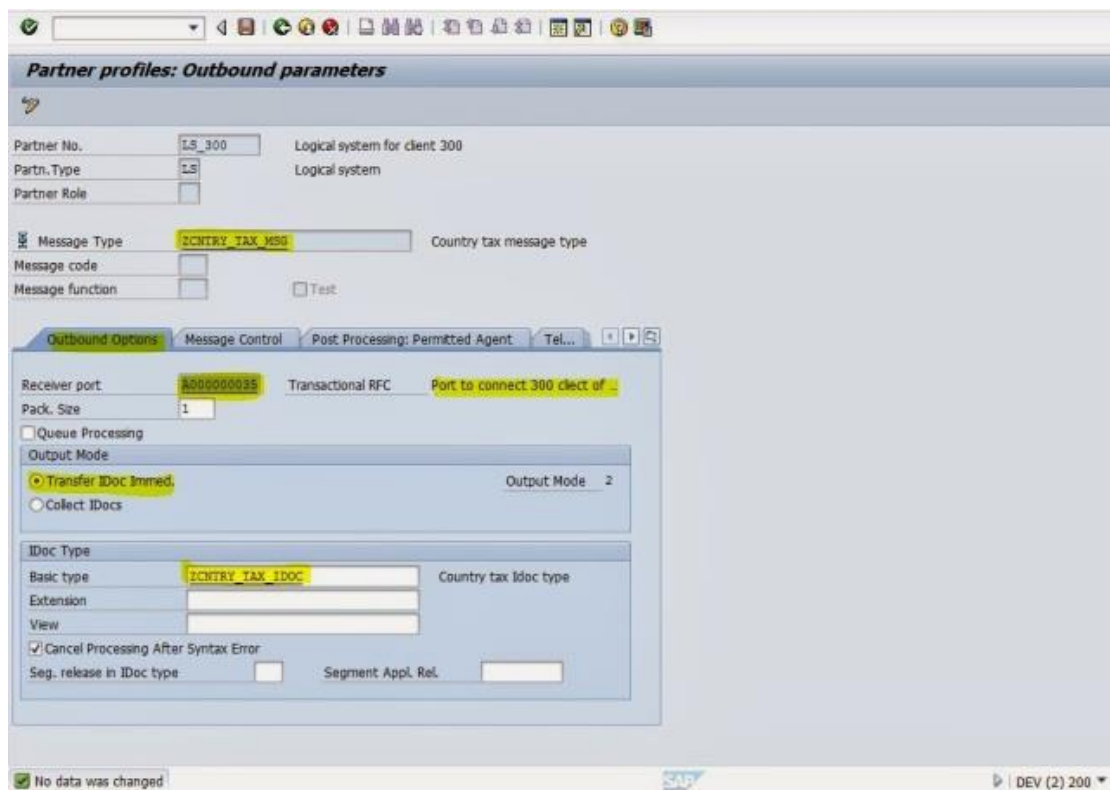 Partner profiles: Outbound parameters
Partner No. LS_300 Logical system for client 300
Partn.Type LS Logical system
Partner Role
Message Type ZCNTRY_TAX_MSG Country tax message type
Message code
Message function Test
Outbound Options Message Control Post Processing: Permitted Agent Tel...
Receiver port A000000035 Transactional RFC Port to connect 300 cliect of ..
Pack. Size 1
Queue Processing
Output Mode
Transfer IDoc Immed. Output Mode 2
Collect IDocs
IDoc Type
Basic type ZCNTRY_TAX_IDOC Country tax Idoc type
Extension
View
Cancel Processing After Syntax Error
Seg. release in IDoc type Segment Appl. Rel.
No data was changed SAP DEV (2) 200